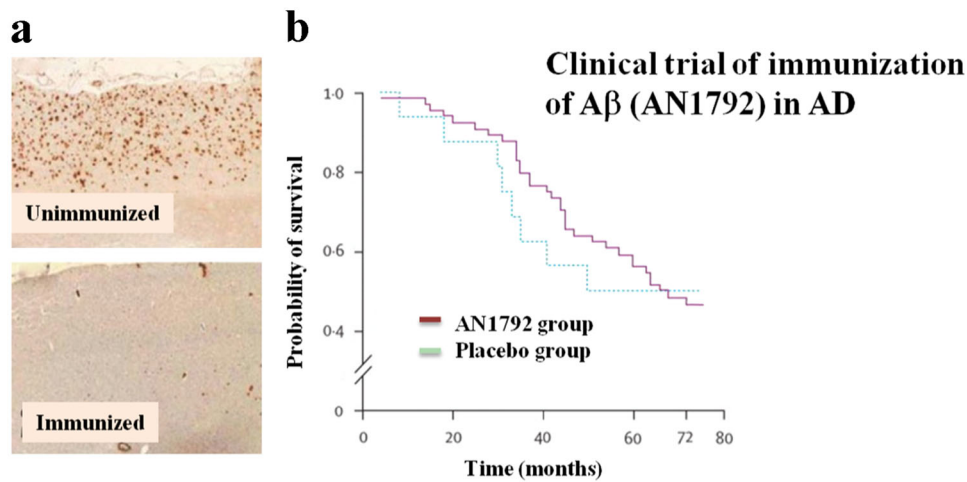 a
Unimmunized
Immunized
b
Clinical trial of immunization
of Aβ (AN1792) in AD
Probability of survival
1·0
0·8
0·6
0·4
0
AN1792 group
Placebo group
0 20 40 60 72 80
Time (months)